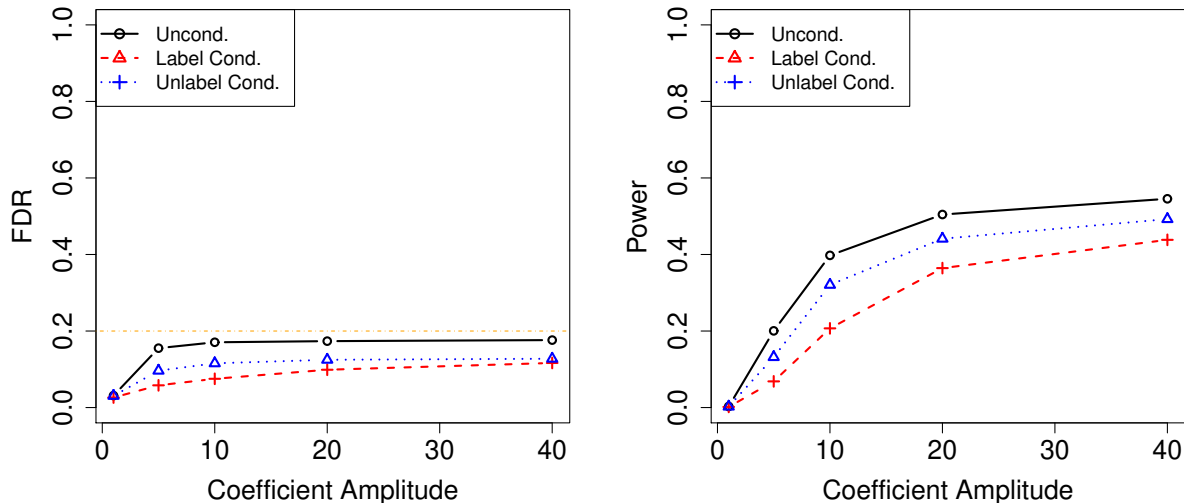 Uncond.
Label Cond.
Unlabel Cond.
FDR
0.0 0.2 0.4 0.6 0.8 1.0
0 10 20 30 40
Coefficient Amplitude
Uncond.
Label Cond.
Unlabel Cond.
Power
0.0 0.2 0.4 0.6 0.8 1.0
0 10 20 30 40
Coefficient Amplitude